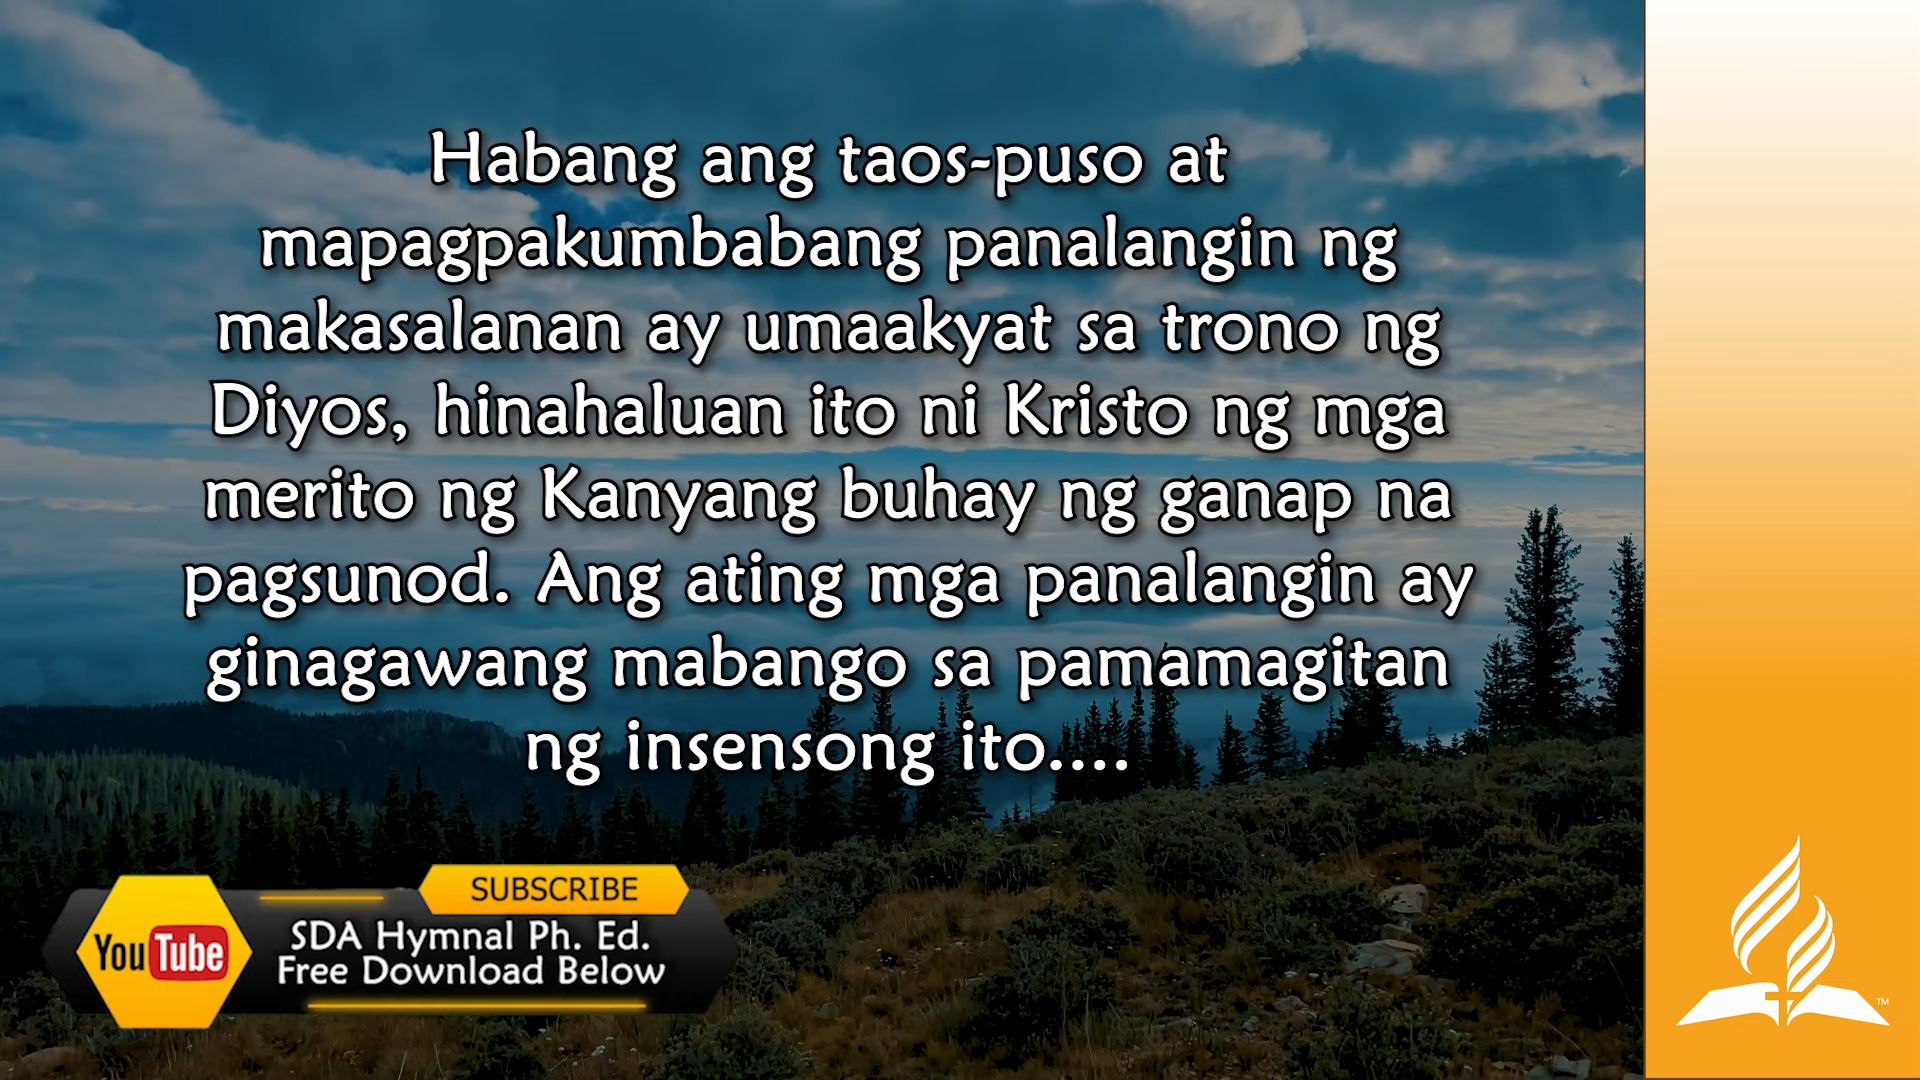 Habang ang taos-puso at
mapagpakumbabang panalangin ng
makasalanan ay umaakyat sa trono ng
Diyos, hinahaluan ito ni Kristo ng mga
merito ng Kanyang buhay ng ganap na
pagsunod. Ang ating mga panalangin ay
ginagawang mabango sa pamamagitan
ng insensong ito....
SUBSCRIBE
YouTube
SDA Hymnal Ph. Ed.
Free Download Below
TM